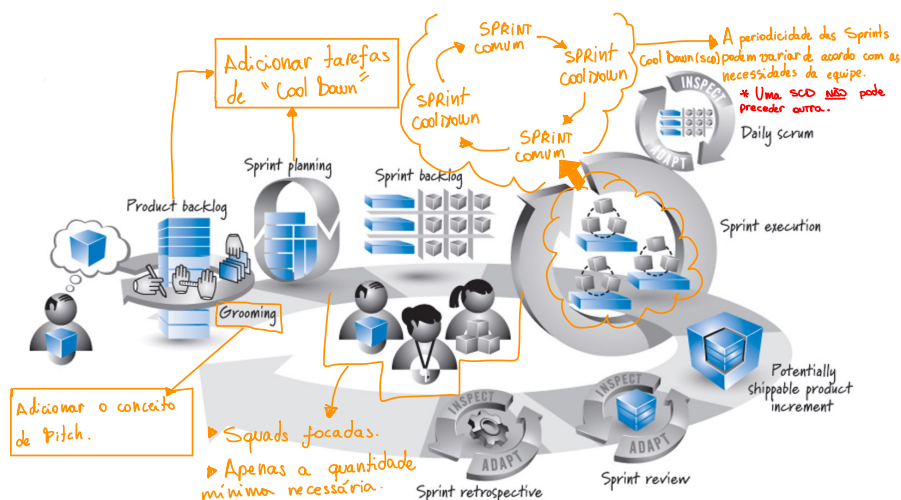 Adicionar tarefas
de "Cool Down"
SPRINT
COMUM
SPRINT
COOLDOWN
SPRINT
COMUM
SPRINT
COOLDOWN
A periodicidade das Sprints
Cool Down (SCD) podem variar de acordo com as
necessidades da equipe.
* Uma SCD NÃO pode
preceder outra.
INSPECT
ADAPT
Daily scrum
Product backlog
Sprint planning
Sprint backlog
Sprint execution
Grooming
Adicionar o conceito
de Pitch.
▶ Squads focadas.
▶ Apenas a quantidade
mínima necessária.
Potentially
shippable product
increment
INSPECT
ADAPT
Sprint review
INSPECT
ADAPT
Sprint retrospective